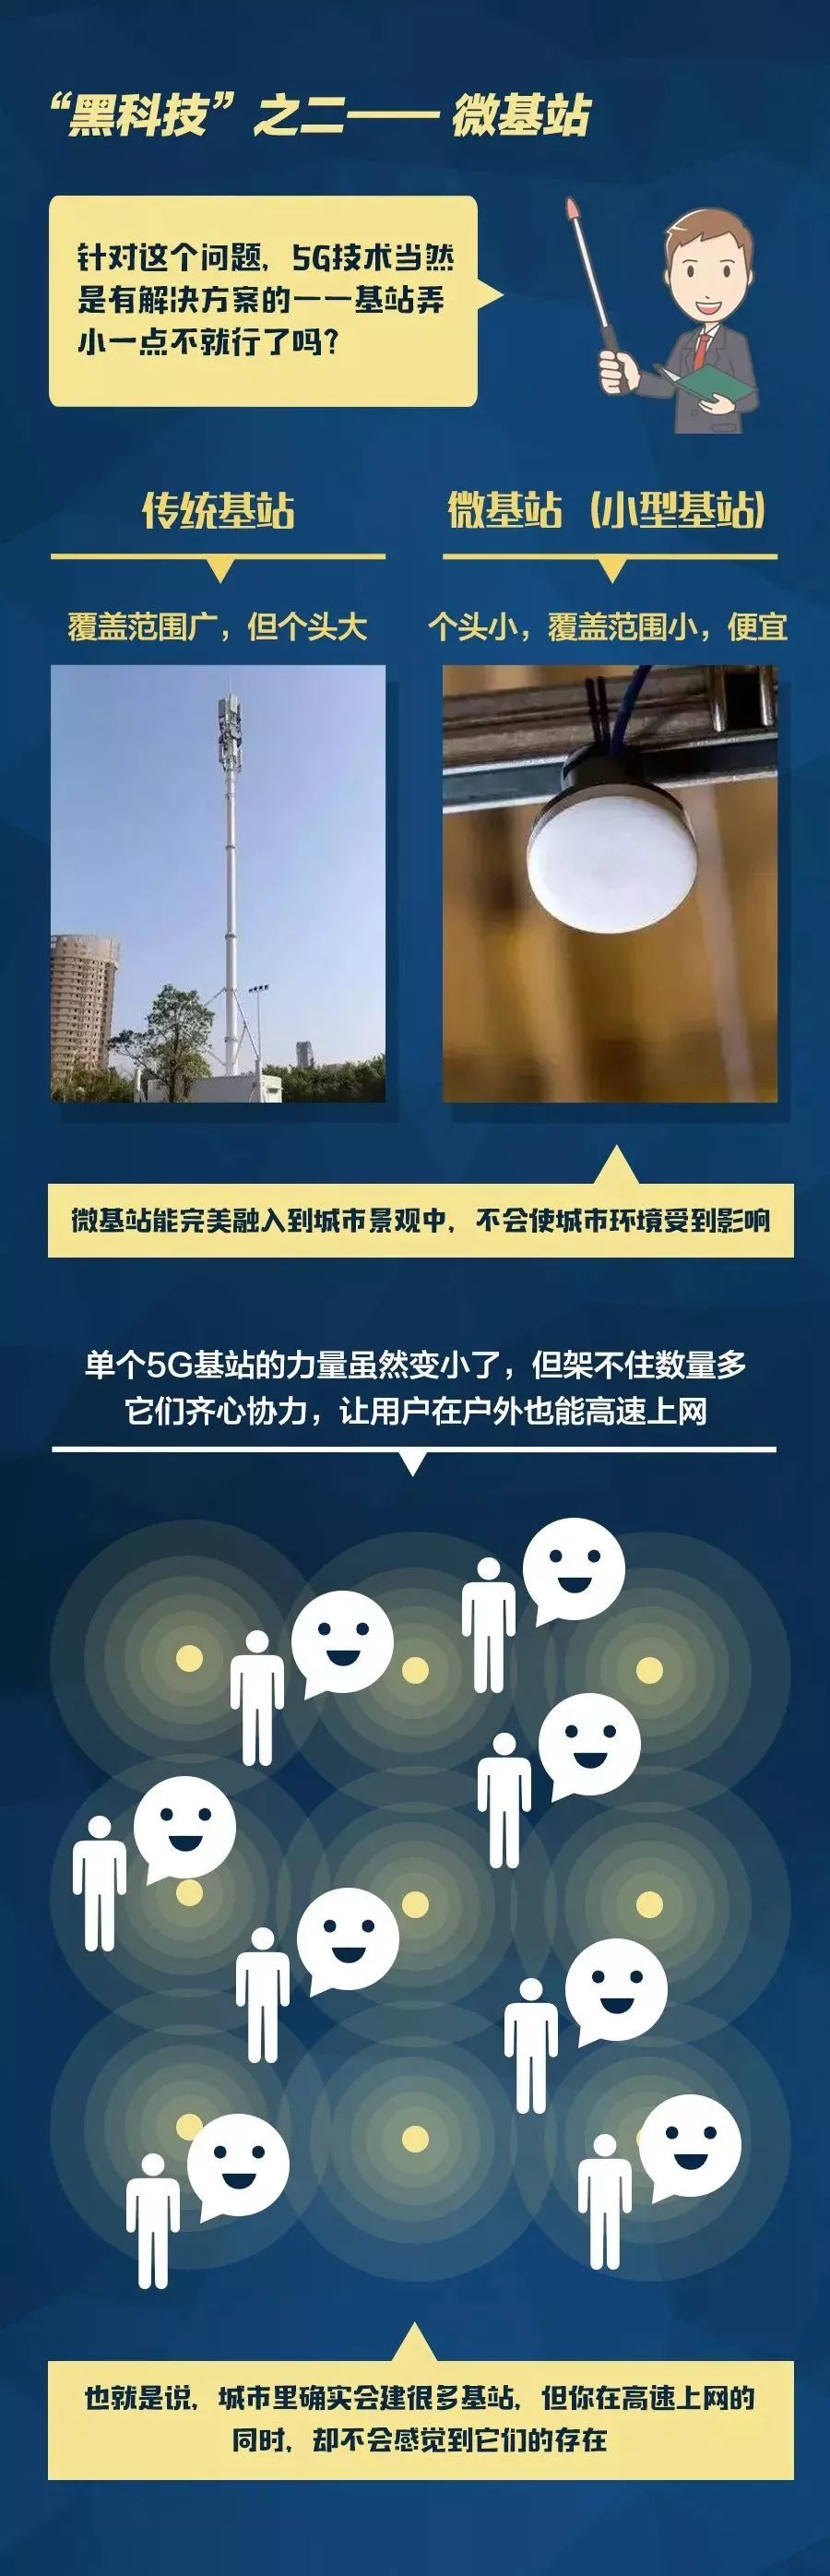 “黑科技”之二——微基站
针对这个问题，5G技术当然
是有解决方案的——基站弄
小一点不就行了吗？
传统基站
微基站（小型基站）
覆盖范围广，但个头大
个头小，覆盖范围小，便宜
微基站能完美融入到城市景观中，不会使城市环境受到影响
单个5G基站的力量虽然变小了，但架不住数量多
它们齐心协力，让用户在户外也能高速上网
也就是说，城市里确实会建很多基站，但你在高速上网的
同时，却不会感觉到它们的存在